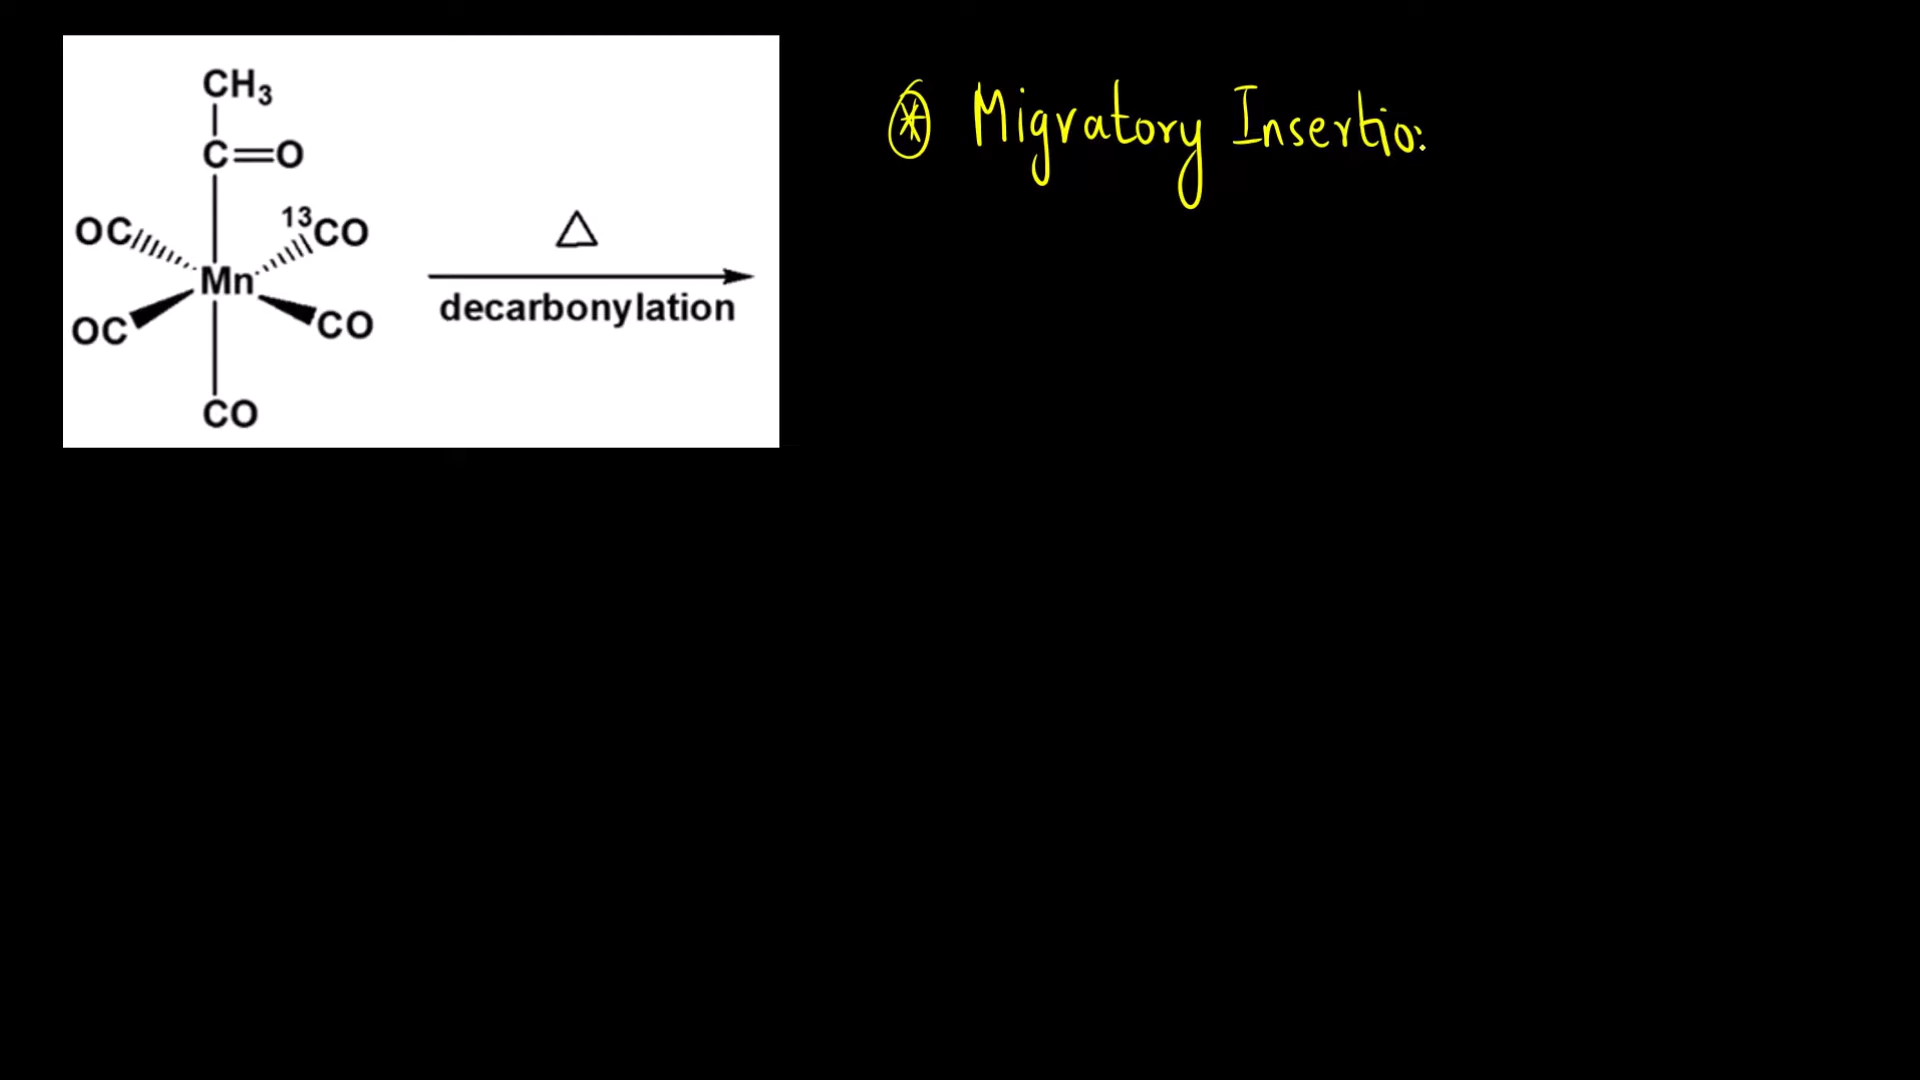 CH3
C=O
OC 13CO
Mn
OC CO
CO
△
decarbonylation
⊛ Migratory Insertio: